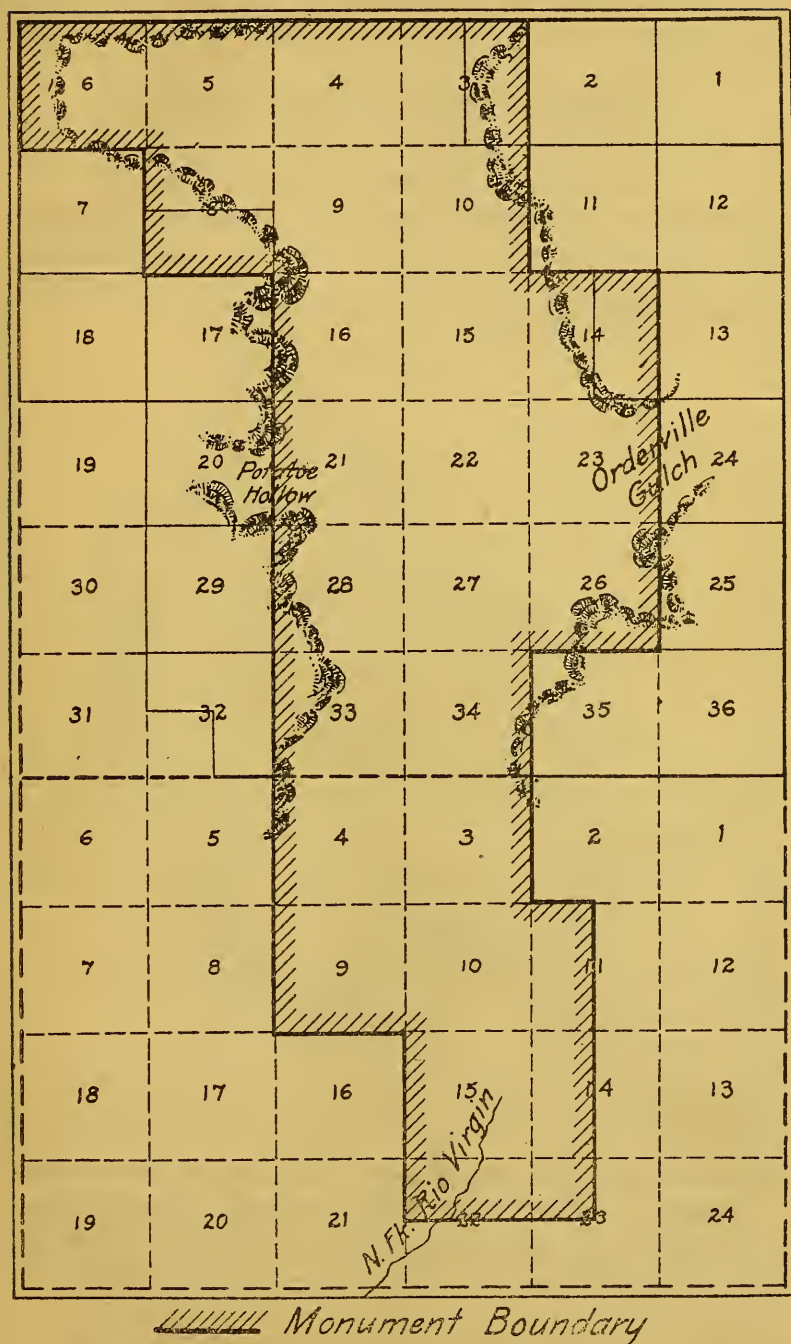 6 5 4 3 2 1
7 8 9 10 11 12
18 17 16 15 14 13
19 20 21 22 23 24
Potatoe
Hollow
Orderville
Gulch
30 29 28 27 26 25
31 32 33 34 35 36
6 5 4 3 2 1
7 8 9 10 11 12
18 17 16 15 14 13
19 20 21 22 23 24
N. Fk. Rio Virgin
Monument Boundary